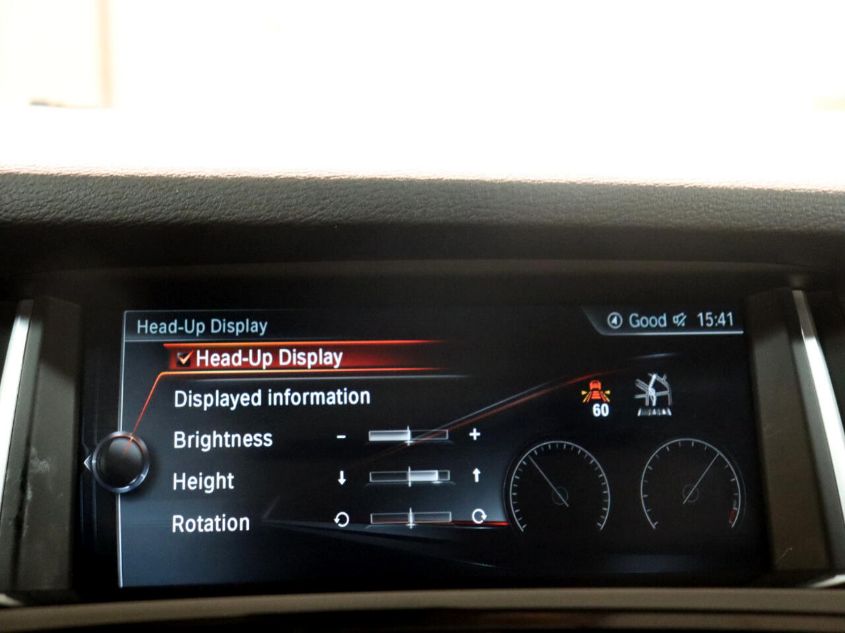 Head-Up Display
Good 15:41
Head-Up Display
Displayed information
60
Brightness - +
Height
Rotation